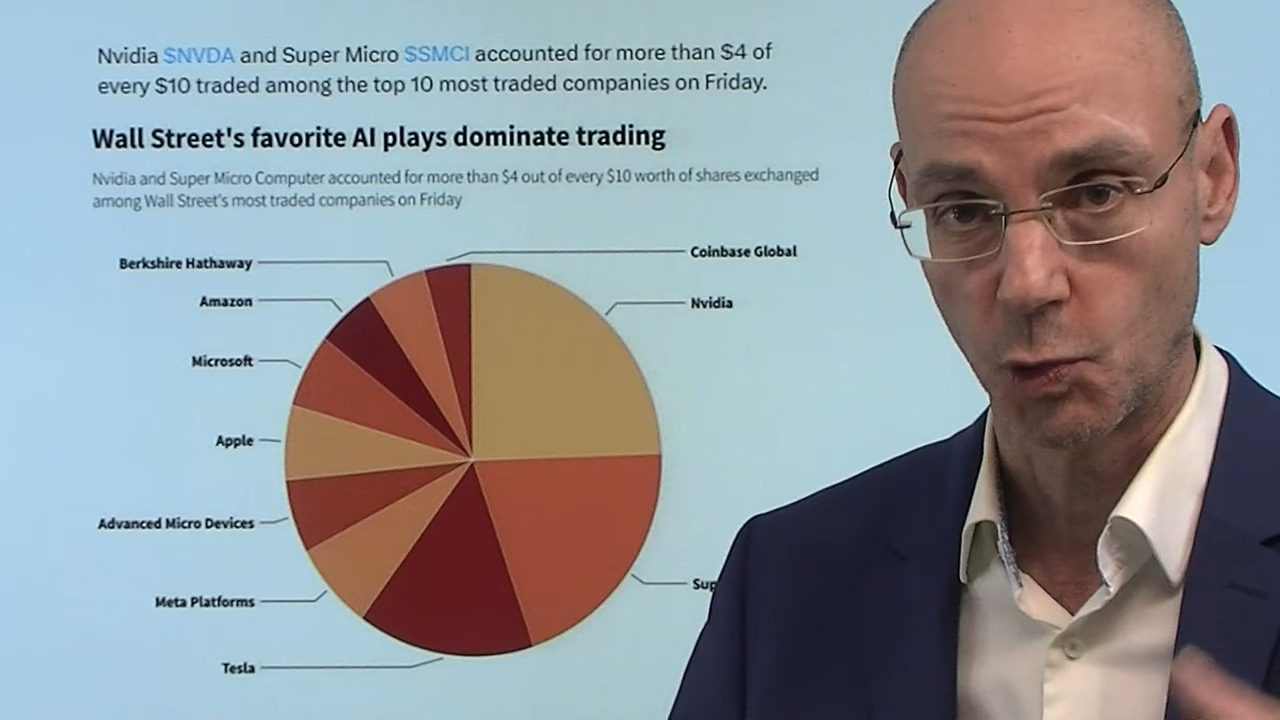 Nvidia $NVDA and Super Micro $SMCI accounted for more than $4 of
every $10 traded among the top 10 most traded companies on Friday.
Wall Street's favorite AI plays dominate trading
Nvidia and Super Micro Computer accounted for more than $4 out of every $10 worth of shares exchanged
among Wall Street's most traded companies on Friday
Coinbase Global
Berkshire Hathaway
Amazon
Nvidia
Microsoft
Apple
Advanced Micro Devices
Meta Platforms
Tesla